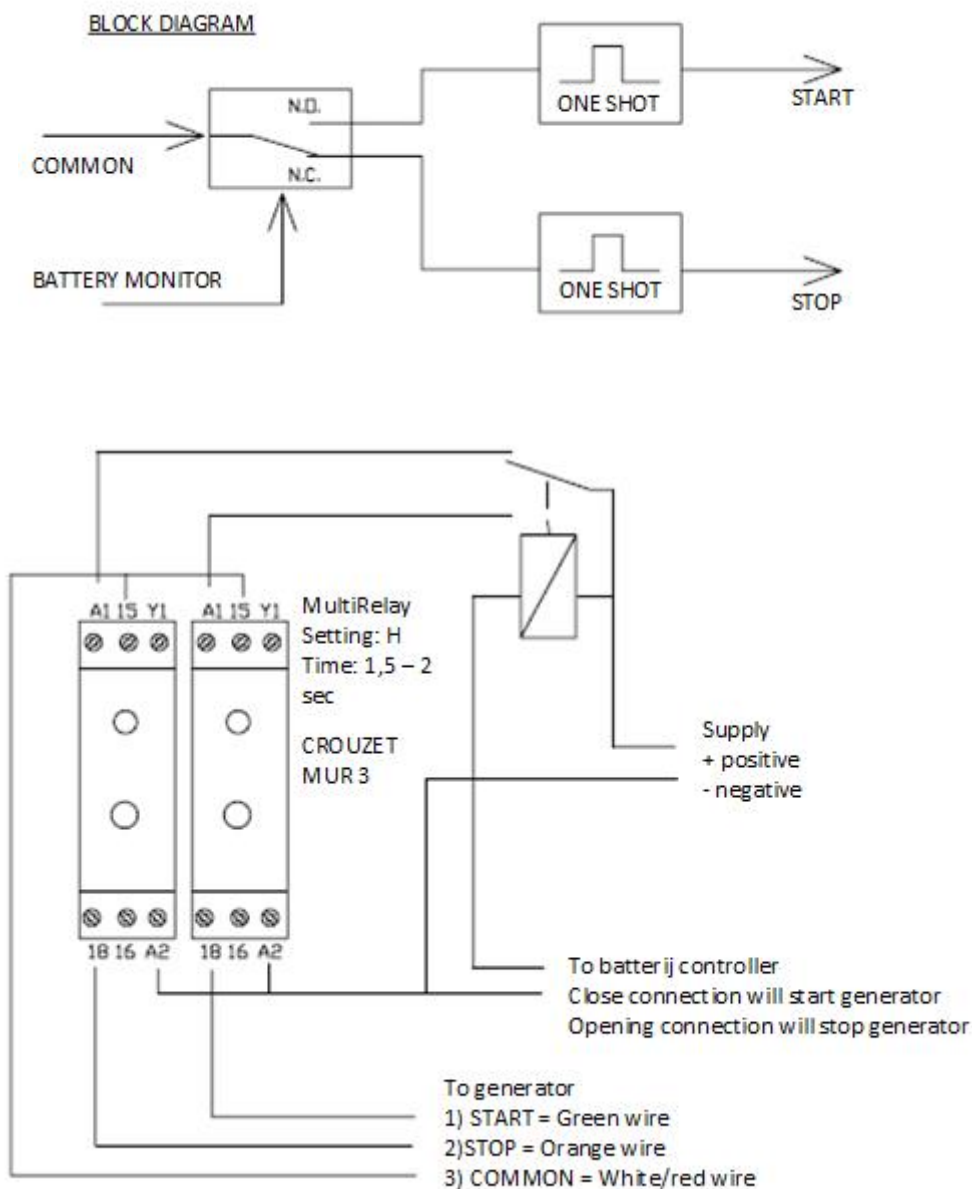 BLOCK DIAGRAM
N.O.
ONE SHOT
START
COMMON
N.C.
BATTERY MONITOR
ONE SHOT
STOP
A1 15 Y1
A1 15 Y1
MultiRelay
Setting: H
Time: 1,5 – 2
sec
CROUZET
MUR 3
Supply
+ positive
- negative
18 16 A2
18 16 A2
To batterij controller
Close connection will start generator
Opening connection will stop generator
To generator
1) START = Green wire
2)STOP = Orange wire
3) COMMON = White/red wire